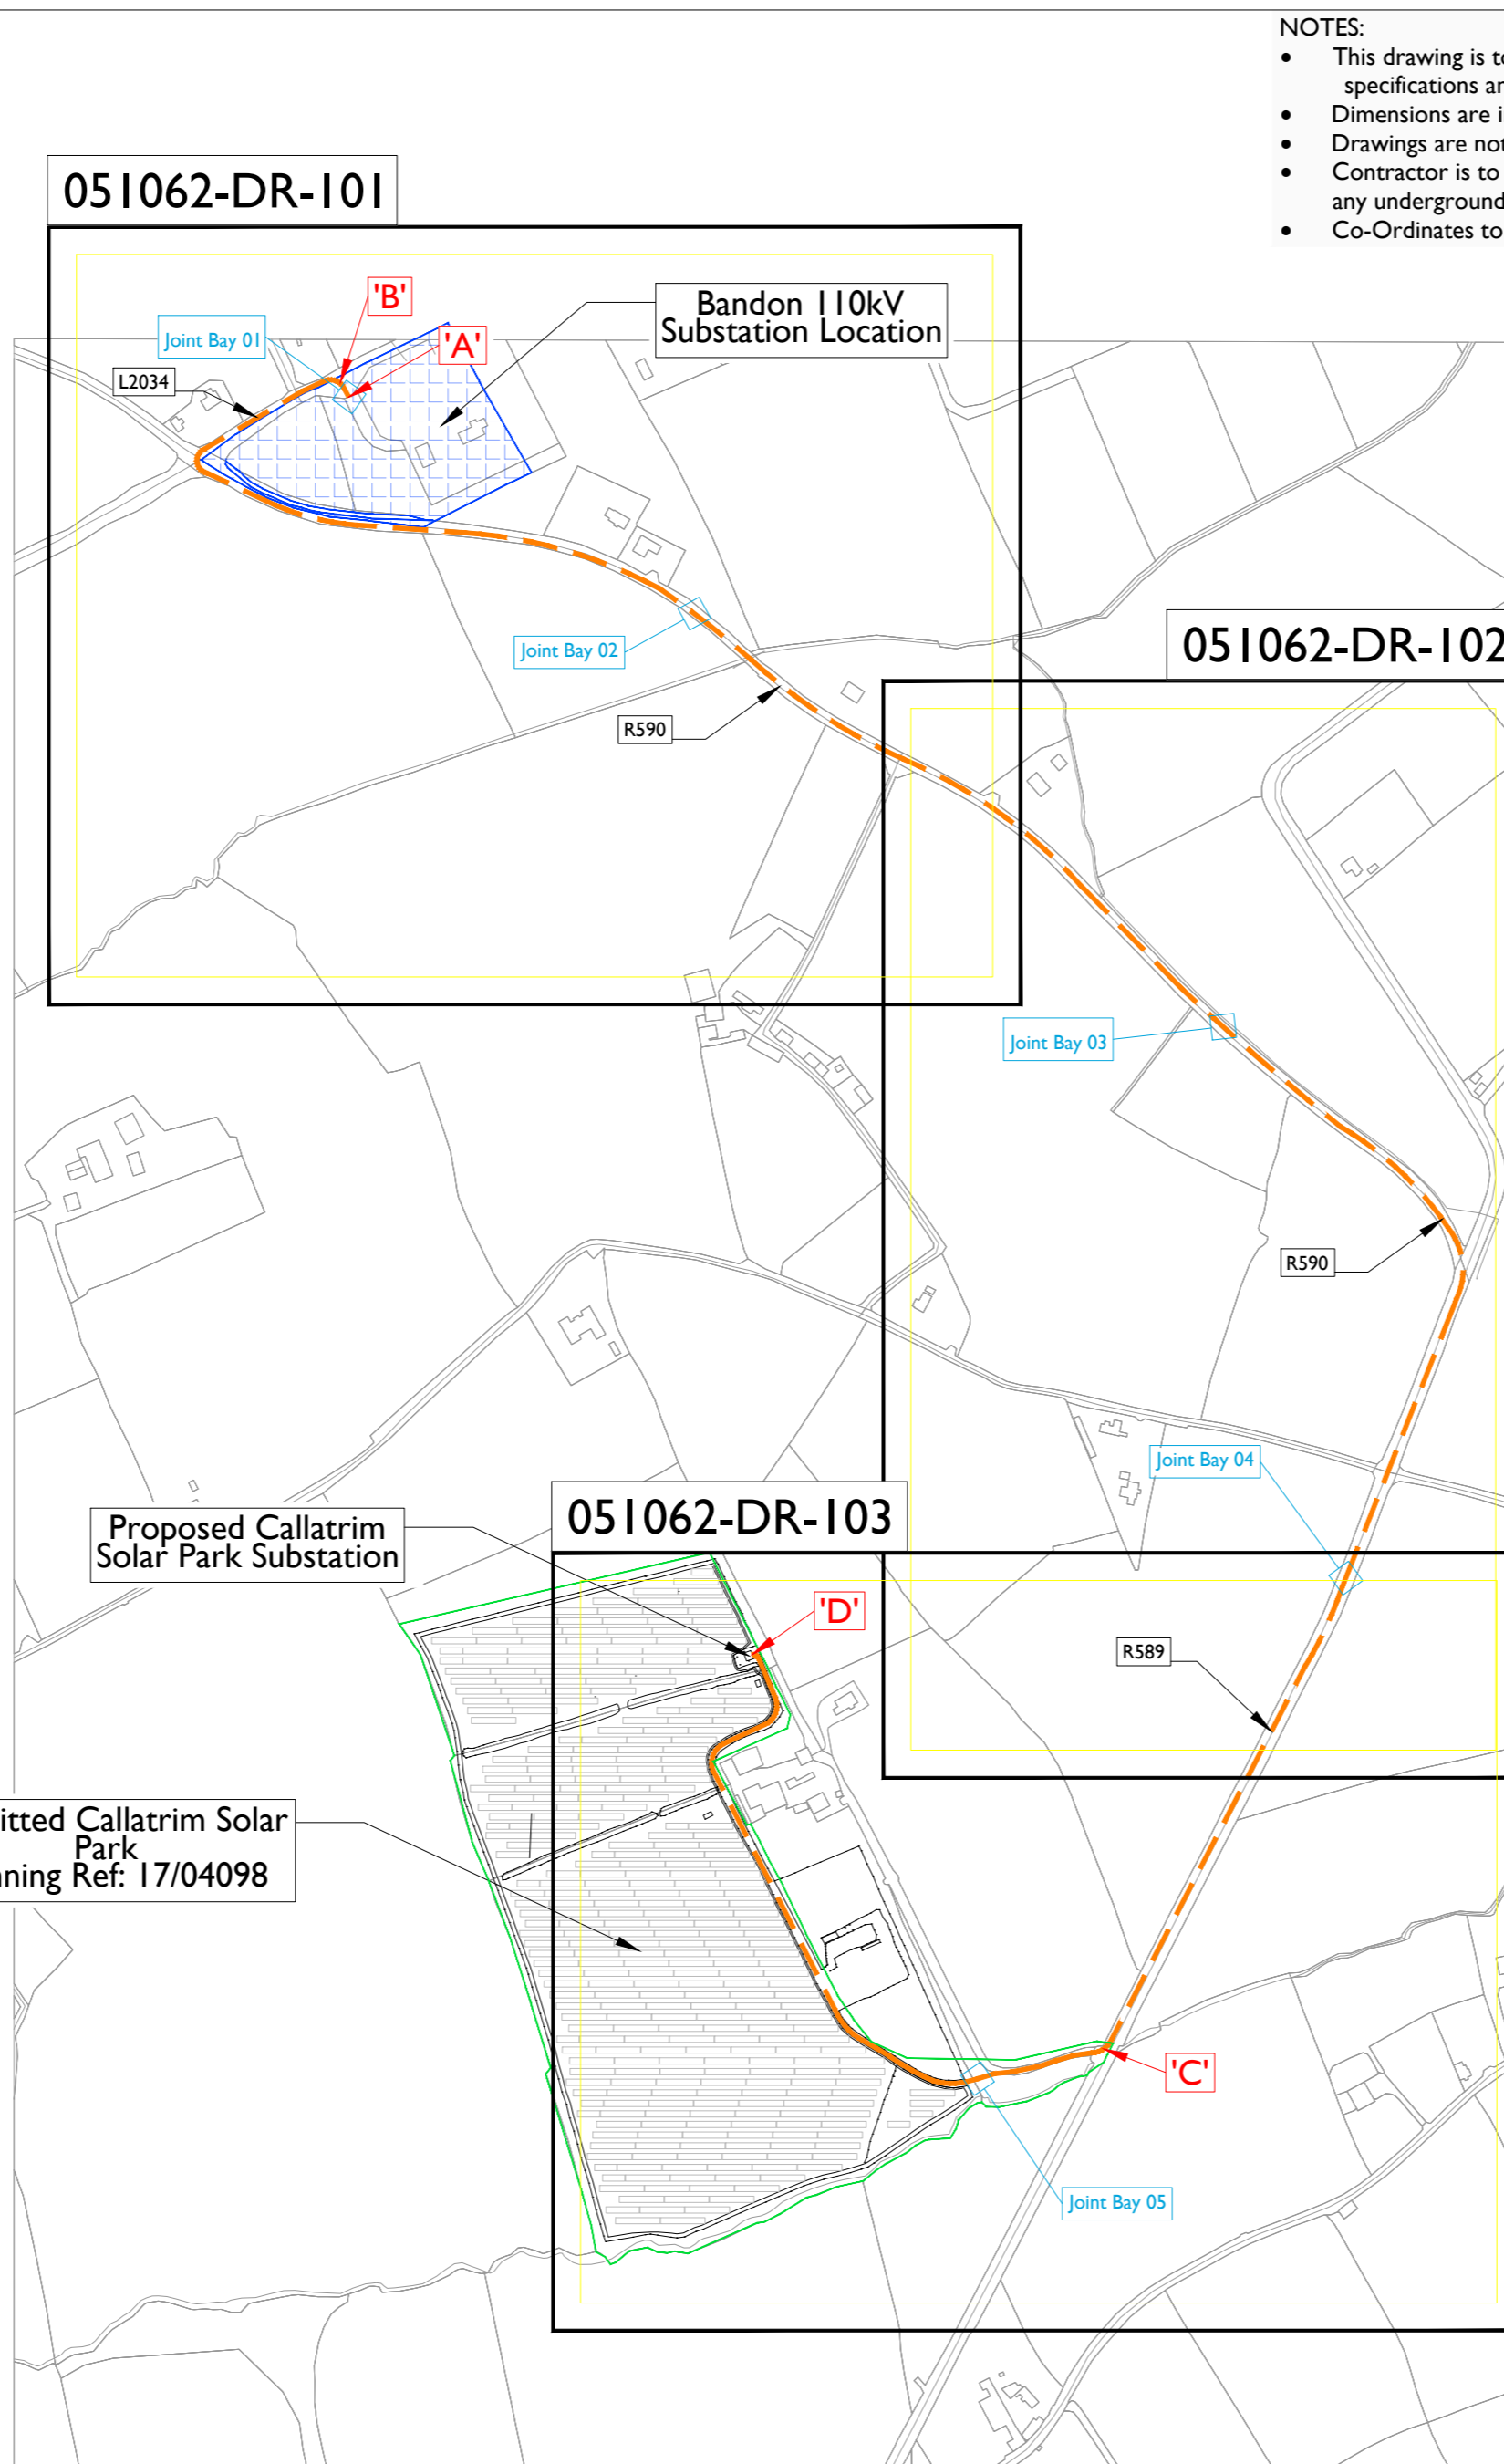 NOTES:
• This drawing is t
specifications ar
• Dimensions are i
• Drawings are not
• Contractor is to
any underground
• Co-Ordinates to
051062-DR-101
'B'
Bandon 110kV
Substation Location
Joint Bay 01
'A'
L2034
051062-DR-102
Joint Bay 02
R590
Joint Bay 03
R590
Joint Bay 04
051062-DR-103
Proposed Callatrim
Solar Park Substation
'D'
R589
itted Callatrim Solar
Park
ning Ref: 17/04098
'C'
Joint Bay 05